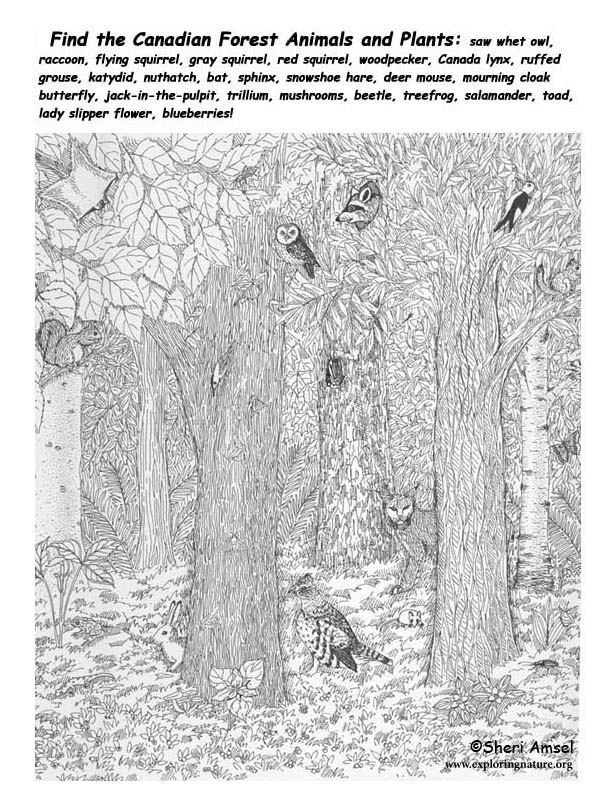 Find the Canadian Forest Animals and Plants: saw whet owl,
raccoon, flying squirrel, gray squirrel, red squirrel, woodpecker, Canada lynx, ruffed
grouse, katydid, nuthatch, bat, sphinx, snowshoe hare, deer mouse, mourning cloak
butterfly, jack-in-the-pulpit, trillium, mushrooms, beetle, treefrog, salamander, toad,
lady slipper flower, blueberries!
©Sheri Amsel
www.exploringnature.org